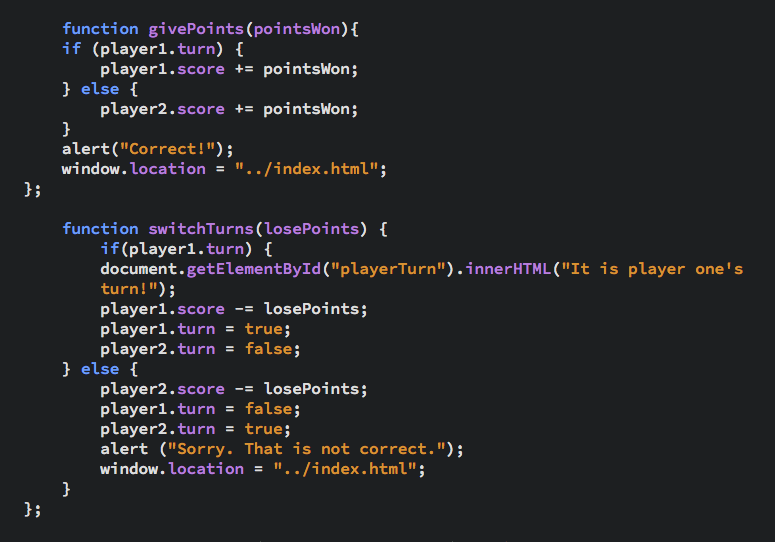 function givePoints(pointsWon){
if (player1.turn) {
player1.score += pointsWon;
} else {
player2.score += pointsWon;
}
alert("Correct!");
window.location = "../index.html";
};
function switchTurns(losePoints) {
if(player1.turn) {
document.getElementById("playerTurn").innerHTML("It is player one's
turn!");
player1.score -= losePoints;
player1.turn = true;
player2.turn = false;
} else {
player2.score -= losePoints;
player1.turn = false;
player2.turn = true;
alert ("Sorry. That is not correct.");
window.location = "../index.html";
}
};